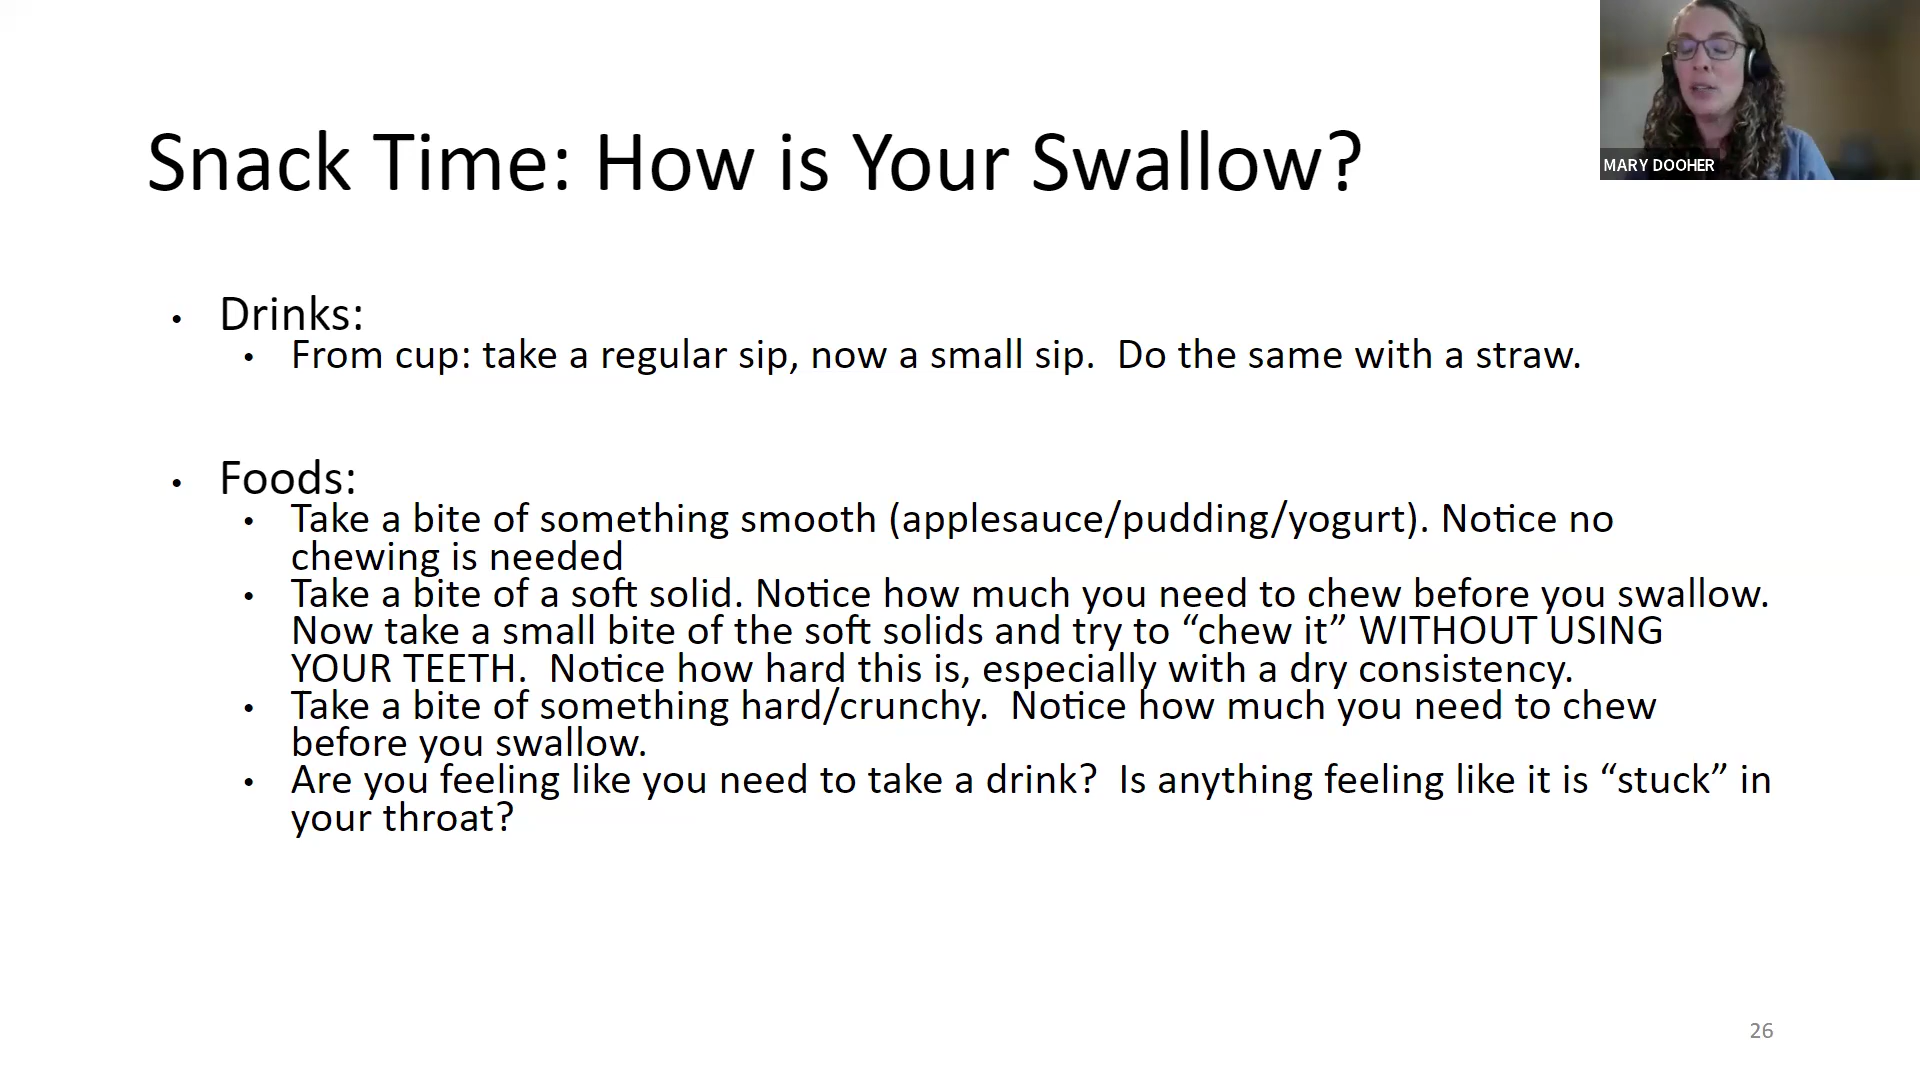 Snack Time: How is Your Swallow?
MARY DOOHER
• Drinks:
• From cup: take a regular sip, now a small sip.  Do the same with a straw.
• Foods:
• Take a bite of something smooth (applesauce/pudding/yogurt). Notice no
chewing is needed
• Take a bite of a soft solid. Notice how much you need to chew before you swallow.
Now take a small bite of the soft solids and try to “chew it” WITHOUT USING
YOUR TEETH.  Notice how hard this is, especially with a dry consistency.
• Take a bite of something hard/crunchy.  Notice how much you need to chew
before you swallow.
• Are you feeling like you need to take a drink?  Is anything feeling like it is “stuck” in
your throat?
26